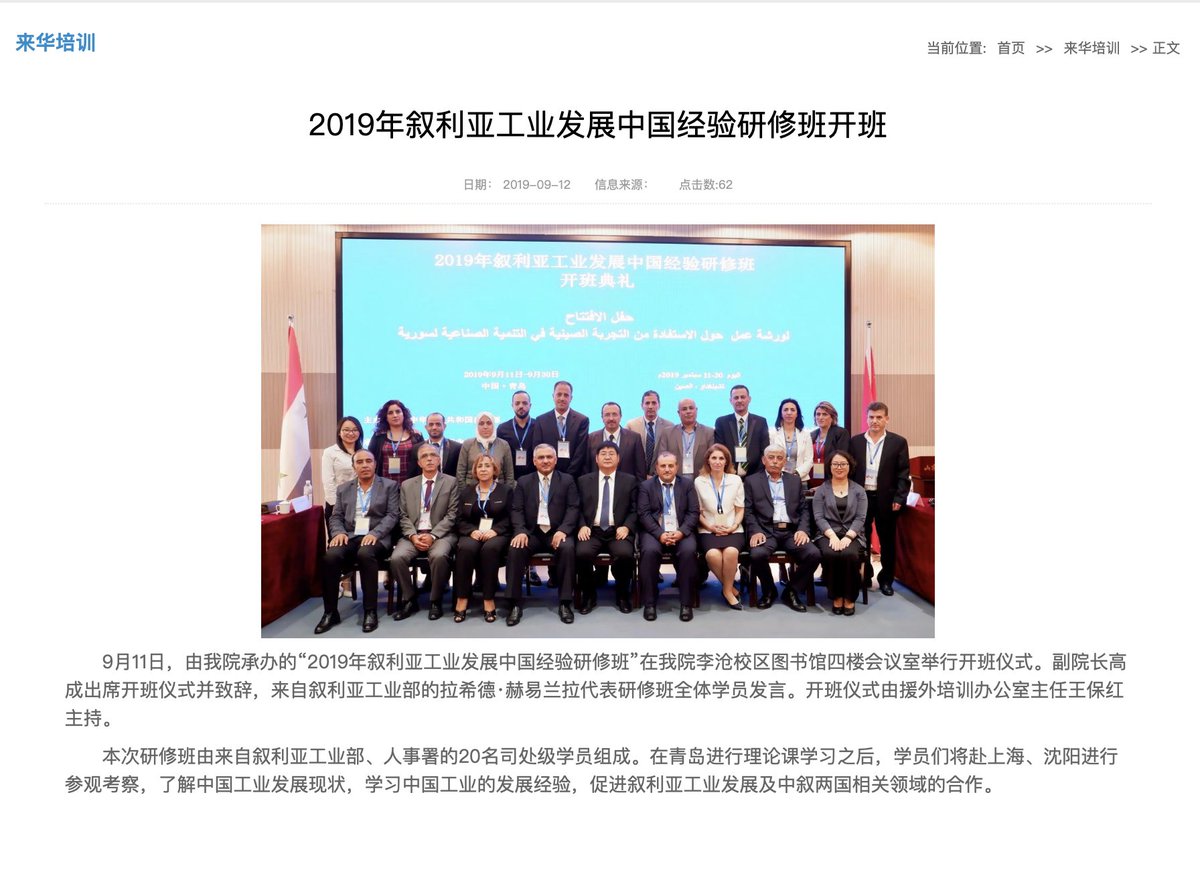 来华培训
当前位置: 首页 >> 来华培训 >> 正文
2019年叙利亚工业发展中国经验研修班开班
日期： 2019-09-12 信息来源： 点击数:62
2019年叙利亚工业发展中国经验研修班
开班典礼
حفل الافتتاح
لورشة عمل حول الاستفادة من التجربة الصينية في التنمية الصناعية لسورية
2019年9月11日-9月30日
中国·青岛
9月11日，由我院承办的“2019年叙利亚工业发展中国经验研修班”在我院李沧校区图书馆四楼会议室举行开班仪式。副院长高
成出席开班仪式并致辞，来自叙利亚工业部的拉希德·赫易兰拉代表研修班全体学员发言。开班仪式由援外培训办公室主任王保红
主持。
本次研修班由来自叙利亚工业部、人事署的20名司处级学员组成。在青岛进行理论课学习之后，学员们将赴上海、沈阳进行
参观考察，了解中国工业发展现状，学习中国工业的发展经验，促进叙利亚工业发展及中叙两国相关领域的合作。